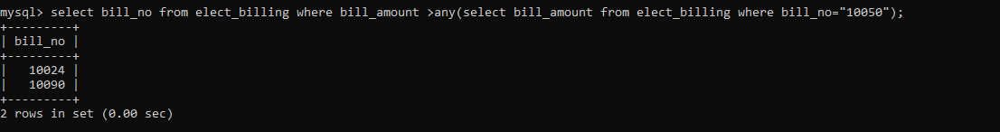 mysql> select bill_no from elect_billing where bill_amount >any(select bill_amount from elect_billing where bill_no="10050");
+---------+
| bill_no |
+---------+
|   10024 |
|   10090 |
+---------+
2 rows in set (0.00 sec)